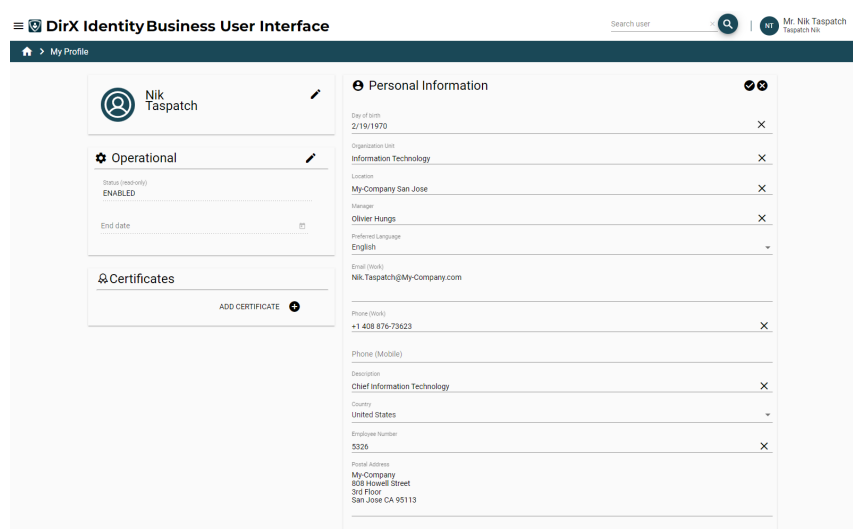 DirX Identity Business User Interface
Search user
NT
Mr. Nik Taspatch
Taspatch Nik
My Profile
Nik
Taspatch
Operational
Status (read-only)
ENABLED
End date
Certificates
ADD CERTIFICATE
Personal Information
Day of birth
2/19/1970
Organization Unit
Information Technology
Location
My-Company San Jose
Manager
Olivier Hungs
Preferred Language
English
Email (Work)
Nik.Taspatch@My-Company.com
Phone (Work)
+1 408 876-73623
Phone (Mobile)
Description
Chief Information Technology
Country
United States
Employee Number
5326
Postal Address
My-Company
808 Howell Street
3rd Floor
San Jose CA 95113